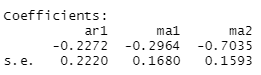 Coefficients:
ar1 ma1 ma2
-0.2272 -0.2964 -0.7035
s.e. 0.2220 0.1680 0.1593